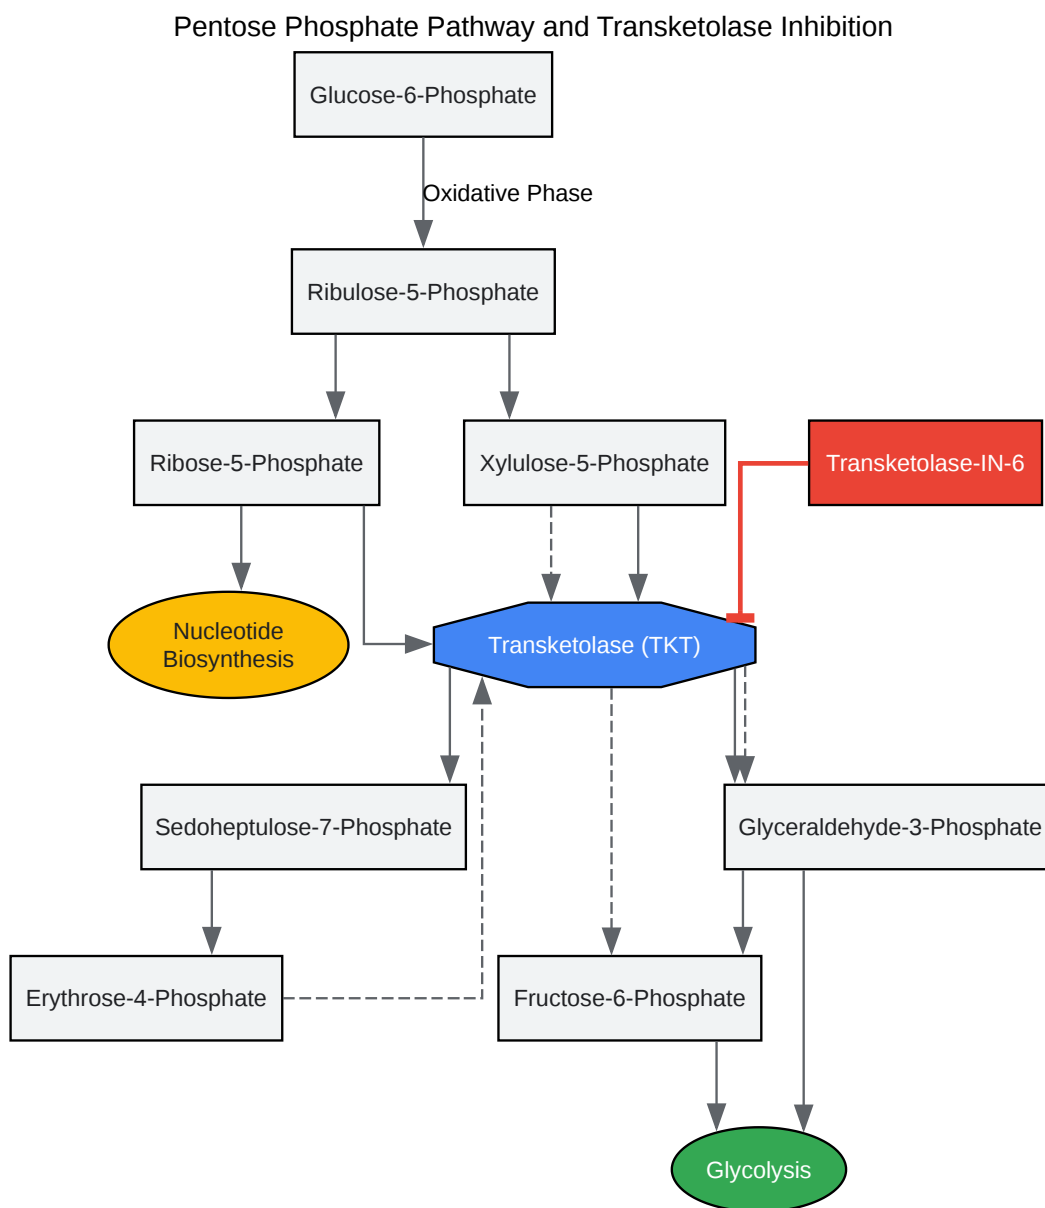 Pentose Phosphate Pathway and Transketolase Inhibition
Glucose-6-Phosphate
Oxidative Phase
Ribulose-5-Phosphate
Ribose-5-Phosphate
Xylulose-5-Phosphate
Transketolase-IN-6
Nucleotide
Biosynthesis
Transketolase (TKT)
Sedoheptulose-7-Phosphate
Glyceraldehyde-3-Phosphate
Erythrose-4-Phosphate
Fructose-6-Phosphate
Glycolysis